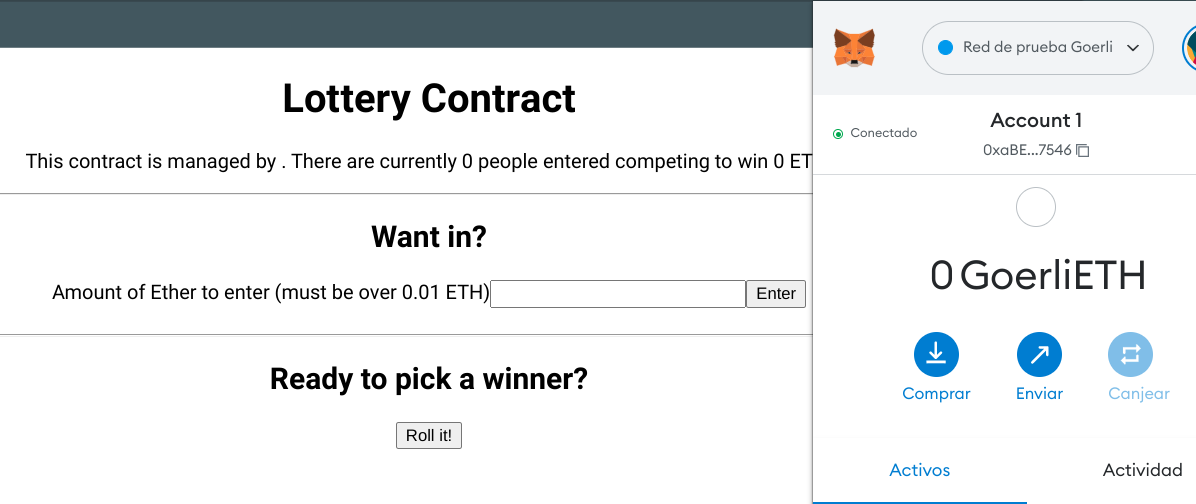 Lottery Contract
This contract is managed by . There are currently 0 people entered competing to win 0 ET
Want in?
Amount of Ether to enter (must be over 0.01 ETH)
Enter
Ready to pick a winner?
Roll it!
Red de prueba Goerli
Conectado
Account 1
0xaBE...7546
0 GoerliETH
Comprar
Enviar
Canjear
Activos
Actividad